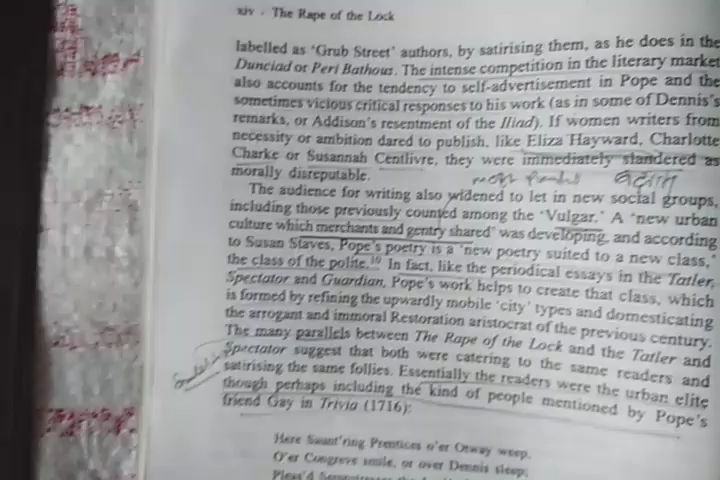 xiv · The Rape of the Lock
labelled as 'Grub Street' authors, by satirising them, as he does in the
Dunciad or Peri Bathous. The intense competition in the literary market
also accounts for the tendency to self-advertisement in Pope and the
sometimes vicious critical responses to his work (as in some of Dennis's
remarks, or Addison's resentment of the Iliad). If women writers from
necessity or ambition dared to publish, like Eliza Hayward, Charlotte
Charke or Susannah Centlivre, they were immediately slandered as
morally disreputable.
The audience for writing also widened to let in new social groups,
including those previously counted among the 'Vulgar.' A 'new urban
culture which merchants and gentry shared' was developing, and according
to Susan Staves, Pope's poetry is a 'new poetry suited to a new class,'
the class of the polite.¹⁰ In fact, like the periodical essays in the Tatler,
Spectator and Guardian, Pope's work helps to create that class, which
is formed by refining the upwardly mobile 'city' types and domesticating
the arrogant and immoral Restoration aristocrat of the previous century.
The many parallels between The Rape of the Lock and the Tatler and
Spectator suggest that both were catering to the same readers and
satirising the same follies. Essentially the readers were the urban elite
though perhaps including the kind of people mentioned by Pope's
friend Gay in Trivia (1716):
Here Saunt'ring Prentices o'er Otway weep,
O'er Congreve smile, or over Dennis sleep;
Pleas'd